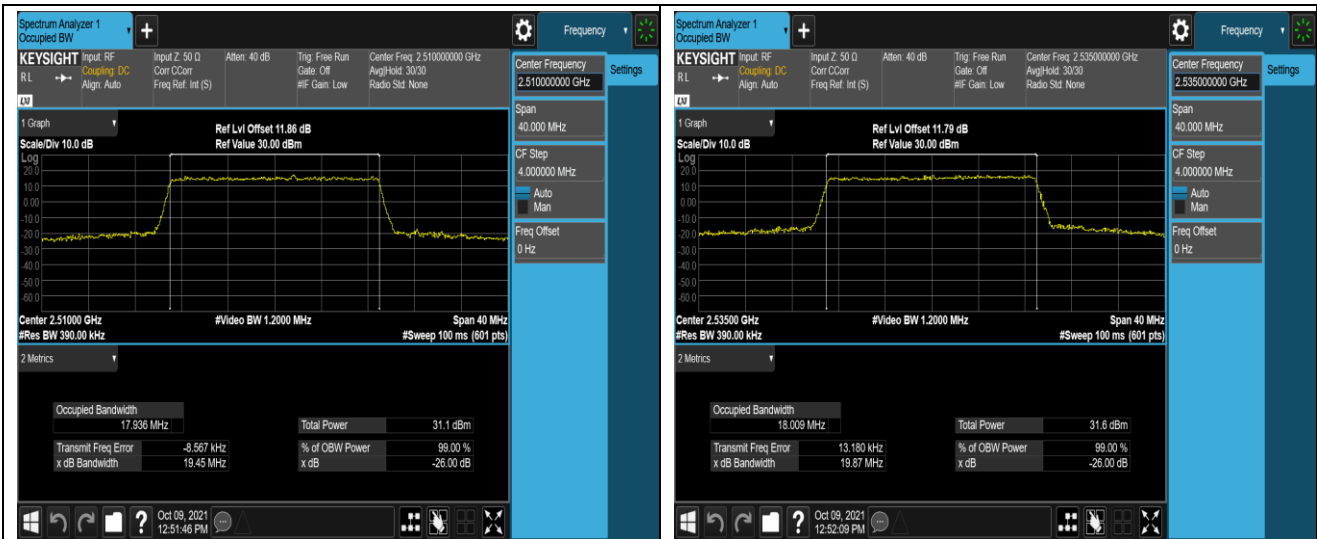 Spectrum Analyzer 1
Occupied BW
Frequency
KEYSIGHT
Input: RF
Input Z: 50 Ω
Atten: 40 dB
Trig: Free Run
Center Freq: 2.510000000 GHz
R L
Coupling: DC
Corr CCorr
Gate: Off
Avg|Hold: 30/30
Align: Auto
Freq Ref: Int (S)
#IF Gain: Low
Radio Std: None
LXI
Center Frequency
2.510000000 GHz
Settings
Span
40.000 MHz
CF Step
4.000000 MHz
Auto
Man
Freq Offset
0 Hz
1 Graph
Ref Lvl Offset 11.86 dB
Scale/Div 10.0 dB
Ref Value 30.00 dBm
Log
20.0
10.0
0.00
-10.0
-20.0
-30.0
-40.0
-50.0
-60.0
Center 2.51000 GHz
#Video BW 1.2000 MHz
Span 40 MHz
#Res BW 390.00 kHz
#Sweep 100 ms (601 pts)
2 Metrics
Occupied Bandwidth
17.936 MHz
Total Power 31.1 dBm
Transmit Freq Error -8.567 kHz
% of OBW Power 99.00 %
x dB Bandwidth 19.45 MHz
x dB -26.00 dB
?
Oct 09, 2021
12:51:46 PM
Spectrum Analyzer 1
Occupied BW
Frequency
KEYSIGHT
Input: RF
Input Z: 50 Ω
Atten: 40 dB
Trig: Free Run
Center Freq: 2.535000000 GHz
R L
Coupling: DC
Corr CCorr
Gate: Off
Avg|Hold: 30/30
Align: Auto
Freq Ref: Int (S)
#IF Gain: Low
Radio Std: None
LXI
Center Frequency
2.535000000 GHz
Settings
Span
40.000 MHz
CF Step
4.000000 MHz
Auto
Man
Freq Offset
0 Hz
1 Graph
Ref Lvl Offset 11.79 dB
Scale/Div 10.0 dB
Ref Value 30.00 dBm
Log
20.0
10.0
0.00
-10.0
-20.0
-30.0
-40.0
-50.0
-60.0
Center 2.53500 GHz
#Video BW 1.2000 MHz
Span 40 MHz
#Res BW 390.00 kHz
#Sweep 100 ms (601 pts)
2 Metrics
Occupied Bandwidth
18.009 MHz
Total Power 31.6 dBm
Transmit Freq Error 13.180 kHz
% of OBW Power 99.00 %
x dB Bandwidth 19.87 MHz
x dB -26.00 dB
?
Oct 09, 2021
12:52:09 PM